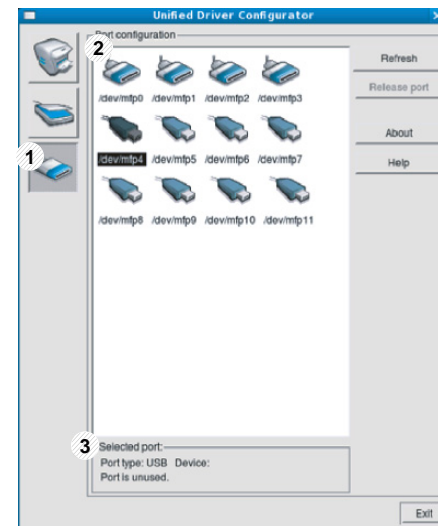 Unified Driver Configurator
Port configuration
2
/dev/mfp0 /dev/mfp1 /dev/mfp2 /dev/mfp3
/dev/mfp4 /dev/mfp5 /dev/mfp6 /dev/mfp7
/dev/mfp8 /dev/mfp9 /dev/mfp10 /dev/mfp11
Refresh
Release port
About
Help
1
3
Selected port:
Port type: USB Device:
Port is unused.
Exit